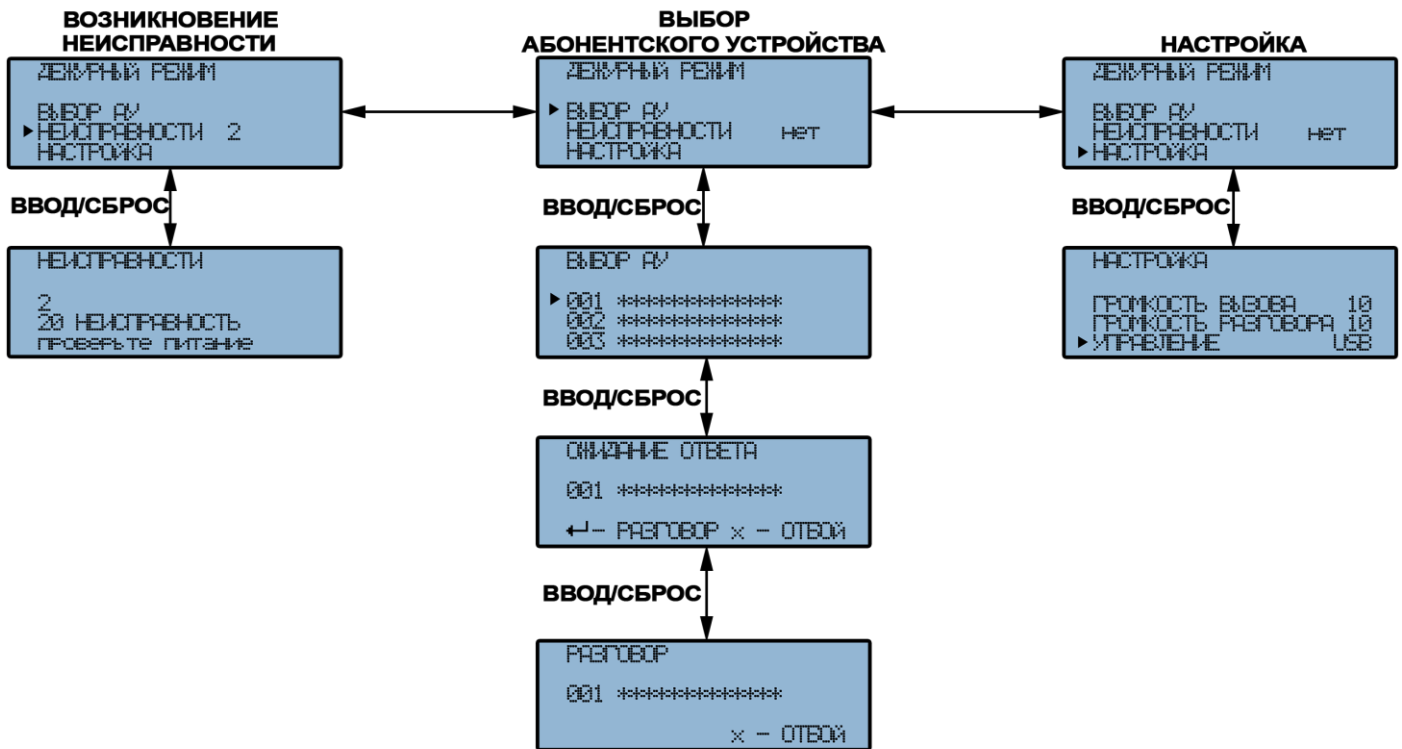 ВОЗНИКНОВЕНИЕ
НЕИСПРАВНОСТИ
ДЕЖУРНЫЙ РЕЖИМ
ВЫБОР АУ
►НЕИСПРАВНОСТИ 2
НАСТРОЙКА
ВВОД/СБРОС
НЕИСПРАВНОСТИ
2
20 НЕИСПРАВНОСТЬ
проверьте питание
ВЫБОР
АБОНЕНТСКОГО УСТРОЙСТВА
ДЕЖУРНЫЙ РЕЖИМ
►ВЫБОР АУ
НЕИСПРАВНОСТИ нет
НАСТРОЙКА
ВВОД/СБРОС
ВЫБОР АУ
►001 ***************
002 ***************
003 ***************
ВВОД/СБРОС
ОЖИДАНИЕ ОТВЕТА
001 ***************
↵- РАЗГОВОР x - ОТБОЙ
ВВОД/СБРОС
РАЗГОВОР
001 ***************
x - ОТБОЙ
НАСТРОЙКА
ДЕЖУРНЫЙ РЕЖИМ
ВЫБОР АУ
НЕИСПРАВНОСТИ нет
►НАСТРОЙКА
ВВОД/СБРОС
НАСТРОЙКА
ГРОМКОСТЬ ВЫЗОВА 10
ГРОМКОСТЬ РАЗГОВОРА 10
►УПРАВЛЕНИЕ USB